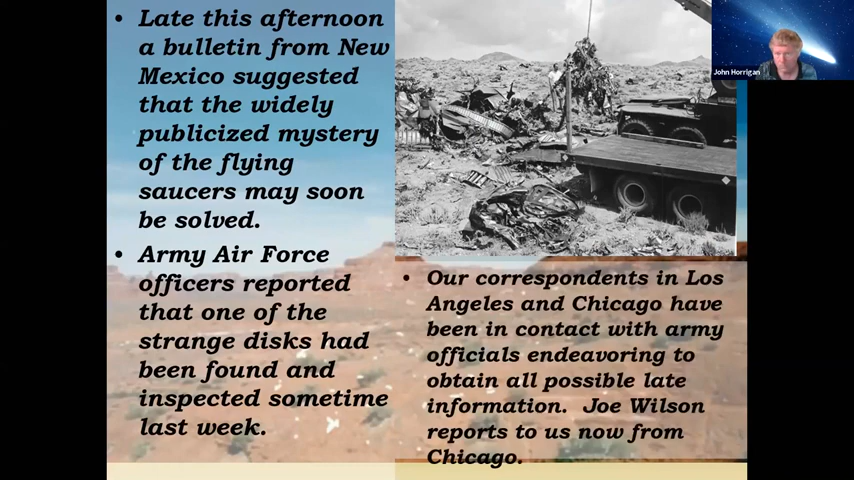 • Late this afternoon
a bulletin from New
Mexico suggested
that the widely
publicized mystery
of the flying
saucers may soon
be solved.
• Army Air Force
officers reported
that one of the
strange disks had
been found and
inspected sometime
last week.
• Our correspondents in Los
Angeles and Chicago have
been in contact with army
officials endeavoring to
obtain all possible late
information. Joe Wilson
reports to us now from
Chicago.
John Horrigan